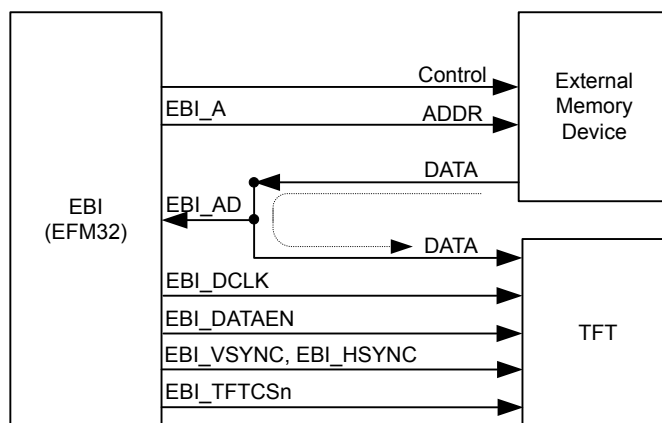 Control
EBI_A
ADDR
External
Memory
Device
DATA
EBI
(EFM32)
EBI_AD
DATA
EBI_DCLK
EBI_DATAEN
EBI_VSYNC, EBI_HSYNC
EBI_TFTCSn
TFT